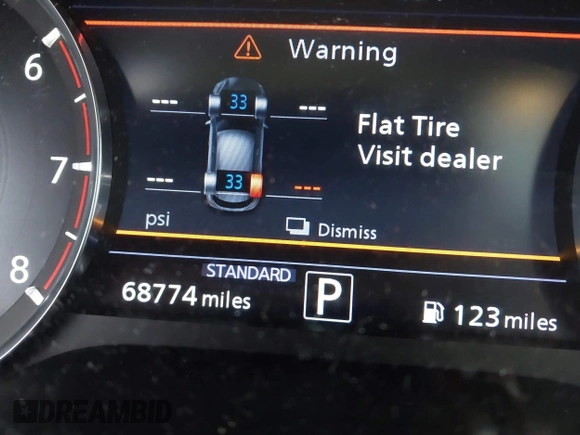 6
Warning
--- 33 ---
Flat Tire
Visit dealer
7
--- 33 ---
psi
Dismiss
8
STANDARD
68774 miles
P
123 miles
DREAMBID